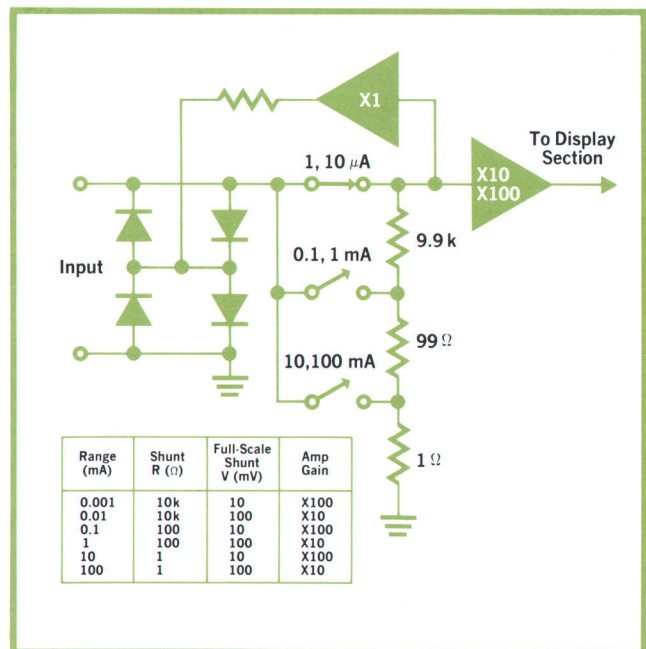 X1
To Display
Section
1, 10 μA
X10
X100
9.9 k
0.1, 1 mA
Input
99 Ω
10,100 mA
1 Ω
Range (mA) Shunt R (Ω) Full-Scale Shunt V (mV) Amp Gain
0.001 10k 10 X100
0.01 10k 100 X10
0.1 100 10 X100
1 100 100 X10
10 1 10 X100
100 1 100 X10